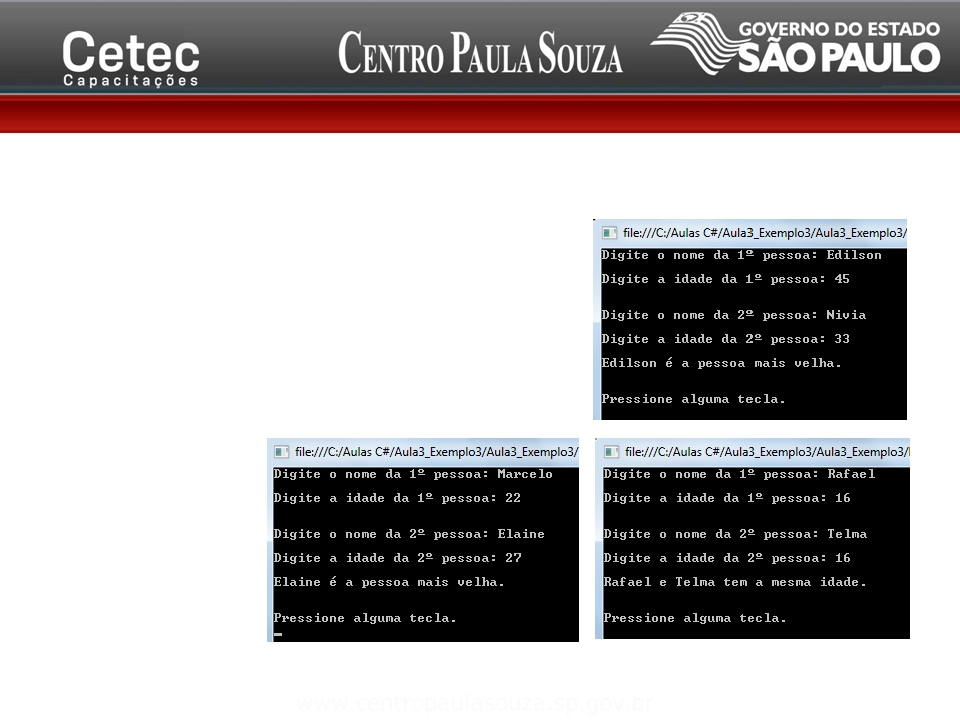 Cetec
Capacitações
CENTRO PAULA SOUZA
GOVERNO DO ESTADO
SÃO PAULO
file:///C:/Aulas C#/Aula3_Exemplo3/Aula3_Exemplo3/
Digite o nome da 1ª pessoa: Edilson
Digite a idade da 1º pessoa: 45
Digite o nome da 2ª pessoa: Nivia
Digite a idade da 2º pessoa: 33
Edilson é a pessoa mais velha.
Pressione alguma tecla.
file:///C:/Aulas C#/Aula3_Exemplo3/Aula3_Exemplo3/
Digite o nome da 1º pessoa: Marcelo
Digite a idade da 1º pessoa: 22
Digite o nome da 2º pessoa: Elaine
Digite a idade da 2º pessoa: 27
Elaine é a pessoa mais velha.
Pressione alguma tecla.
file:///C:/Aulas C#/Aula3_Exemplo3/Aula3_Exemplo3/
Digite o nome da 1º pessoa: Rafael
Digite a idade da 1º pessoa: 16
Digite o nome da 2º pessoa: Telma
Digite a idade da 2º pessoa: 16
Rafael e Telma tem a mesma idade.
Pressione alguma tecla.
www.centropaulasouza.sp.gov.br